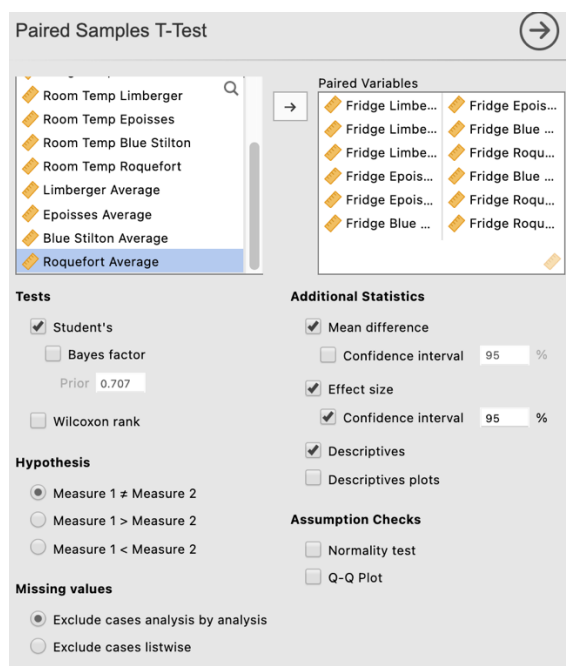 Paired Samples T-Test
Room Temp Limberger
Room Temp Epoisses
Room Temp Blue Stilton
Room Temp Roquefort
Limberger Average
Epoisses Average
Blue Stilton Average
Roquefort Average
Paired Variables
Fridge Limbe... Fridge Epois...
Fridge Limbe... Fridge Blue ...
Fridge Limbe... Fridge Roqu...
Fridge Epois... Fridge Blue ...
Fridge Epois... Fridge Roqu...
Fridge Blue ... Fridge Roqu...
Tests
Student's
Bayes factor
Prior 0.707
Wilcoxon rank
Hypothesis
Measure 1 ≠ Measure 2
Measure 1 > Measure 2
Measure 1 < Measure 2
Missing values
Exclude cases analysis by analysis
Exclude cases listwise
Additional Statistics
Mean difference
Confidence interval 95 %
Effect size
Confidence interval 95 %
Descriptives
Descriptives plots
Assumption Checks
Normality test
Q-Q Plot